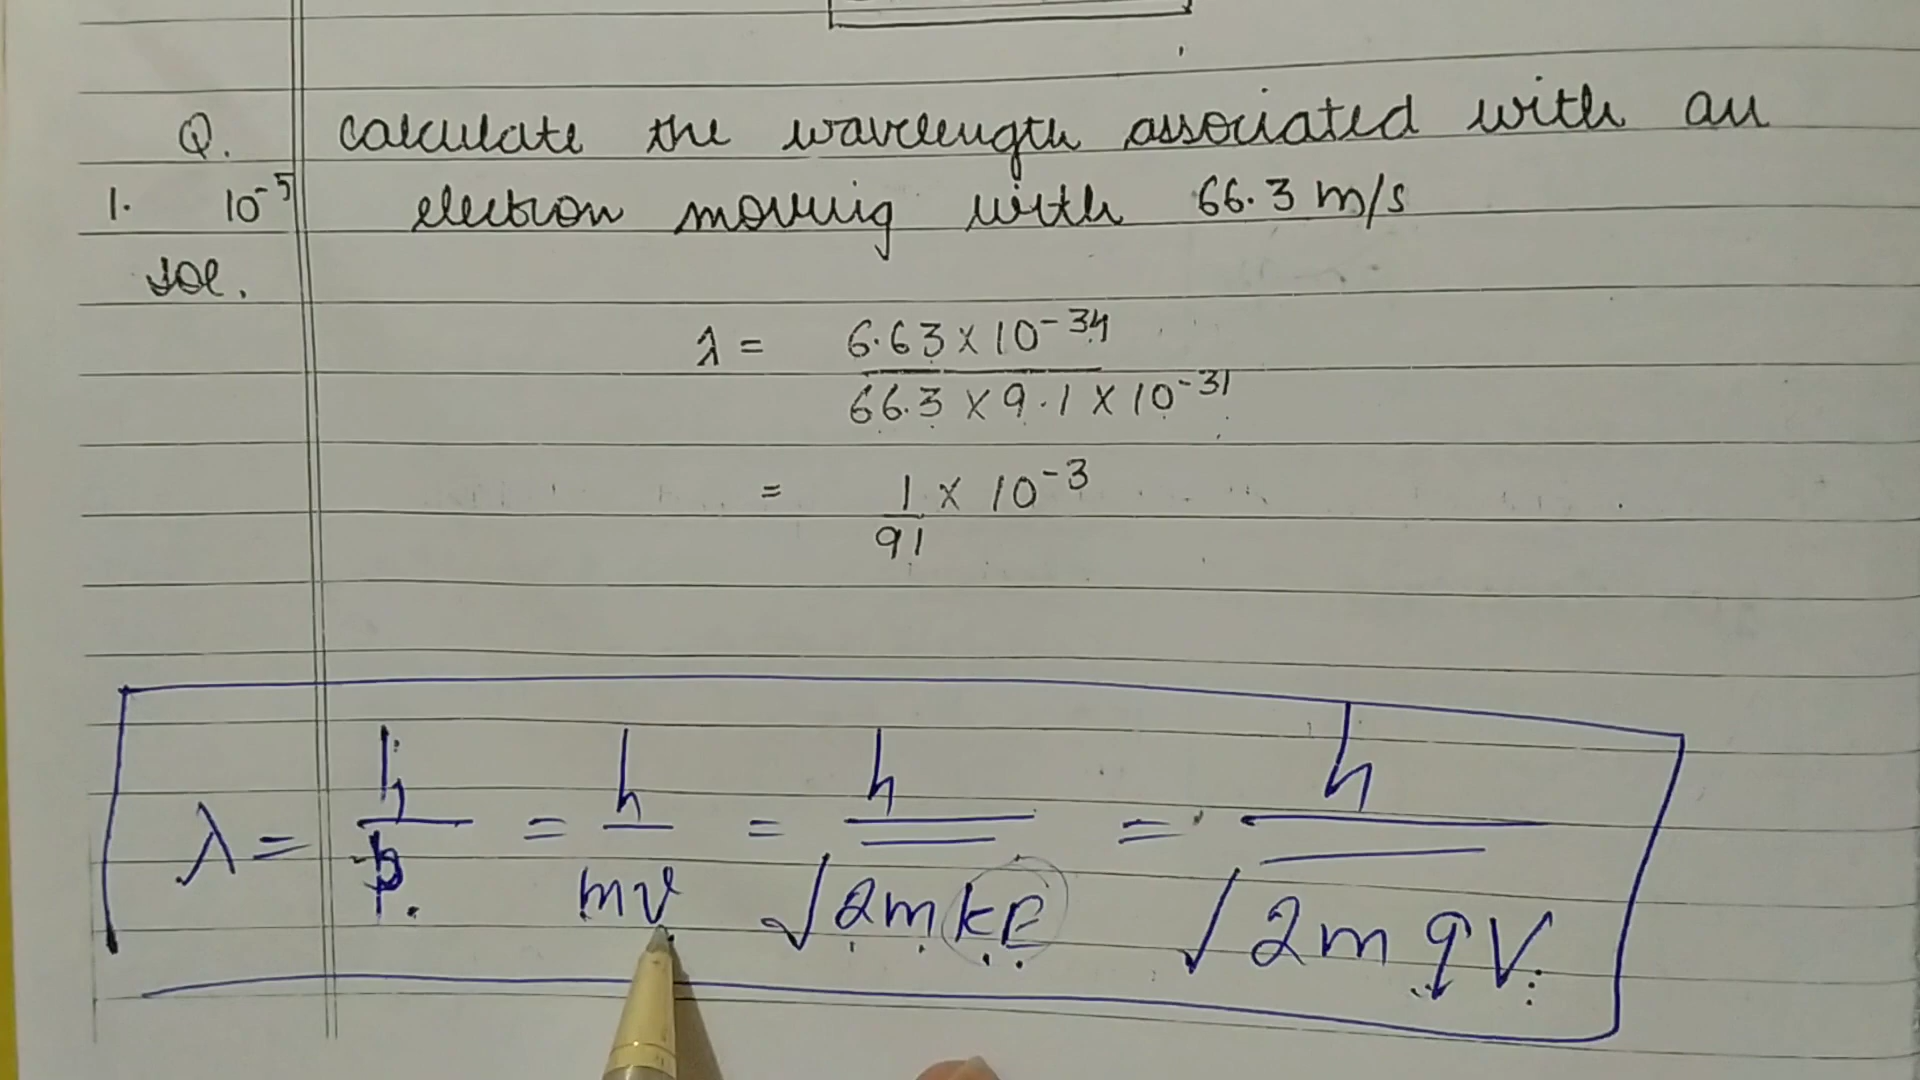 Q. calculate the wavelength associated with an
1. 10⁻⁵ electron moving with 66.3 m/s
sol.
λ = 6.63 × 10⁻³⁴
66.3 × 9.1 × 10⁻³¹
= 1 × 10⁻³
91
λ = h/p = h/mv = h/√2mKE = h/√2mqV